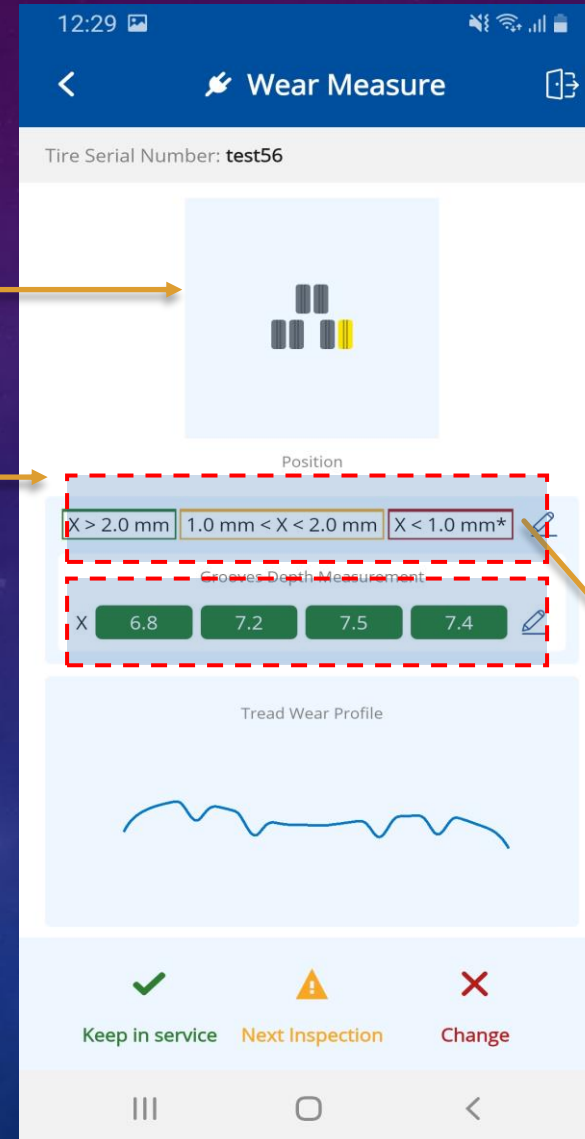 12:29
Wear Measure
Tire Serial Number: test56
Position
X > 2.0 mm 1.0 mm < X < 2.0 mm X < 1.0 mm*
Grooves Depth Measurement
X 6.8 7.2 7.5 7.4
Tread Wear Profile
Keep in service Next Inspection Change